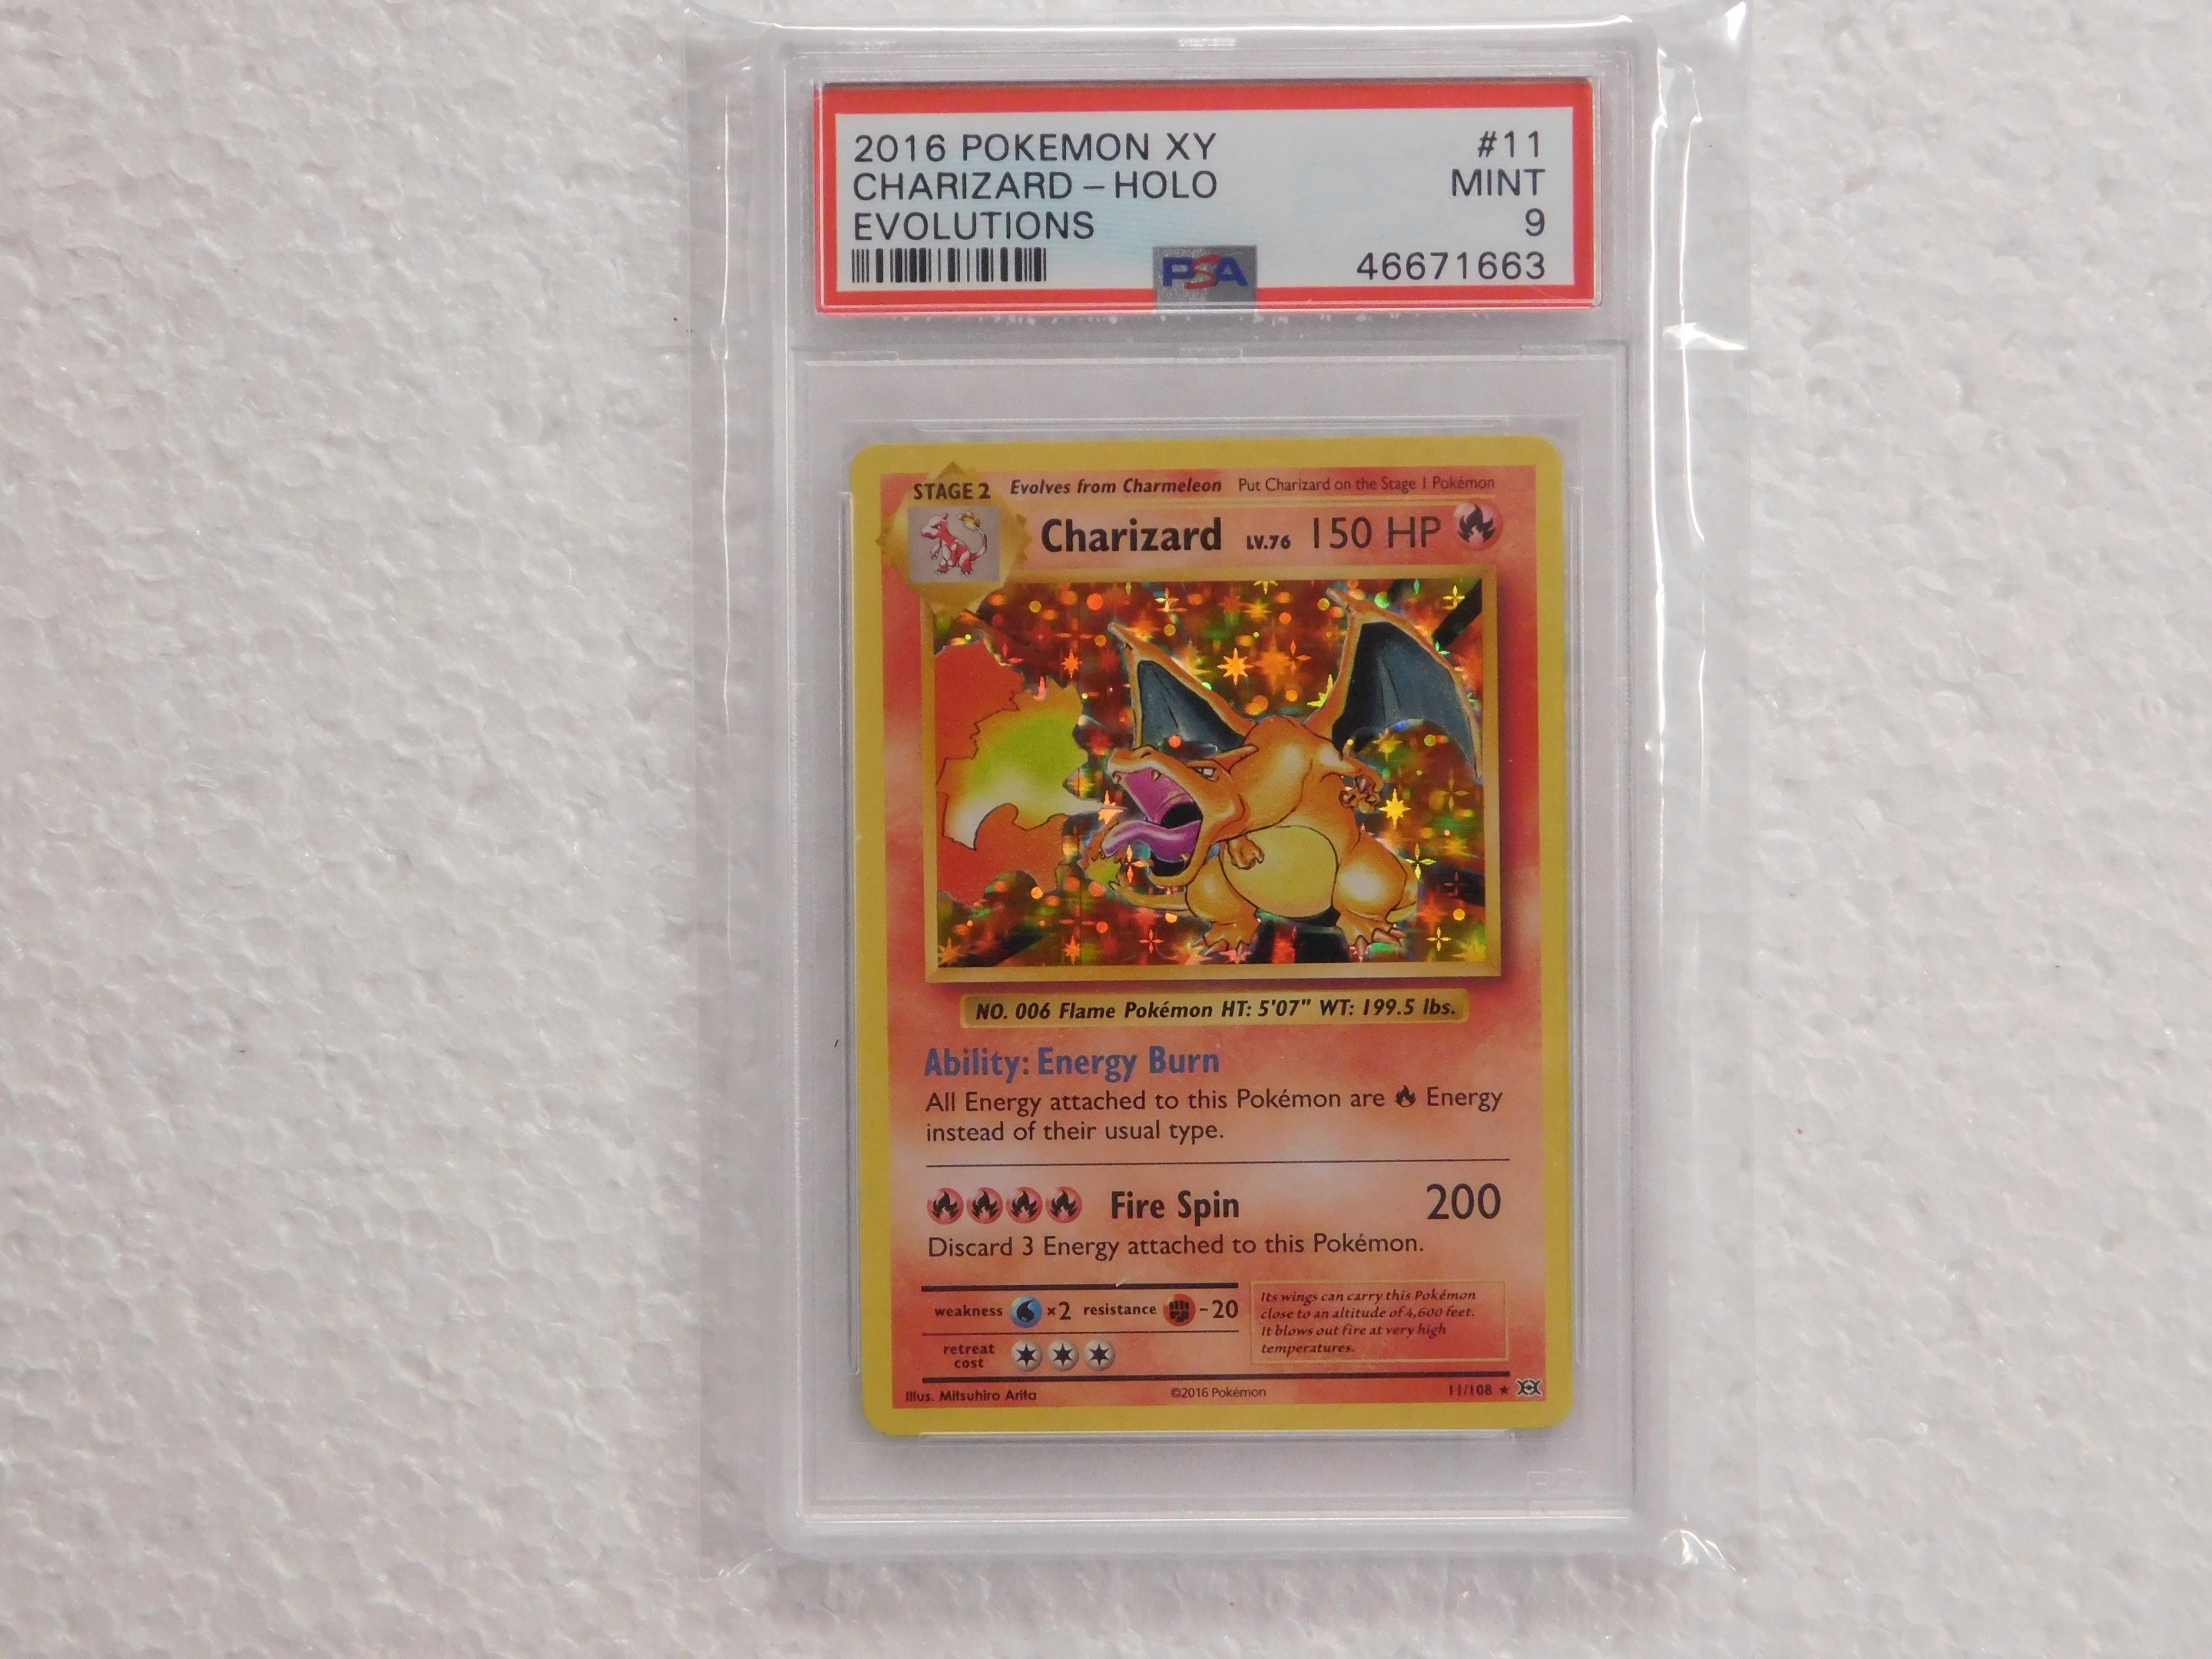 2016 POKEMON XY #11
CHARIZARD – HOLO MINT
EVOLUTIONS 9
PSA 46671663
STAGE 2 Evolves from Charmeleon Put Charizard on the Stage 1 Pokémon
Charizard LV.76 150 HP
NO. 006 Flame Pokémon HT: 5'07" WT: 199.5 lbs.
Ability: Energy Burn
All Energy attached to this Pokémon are Energy
instead of their usual type.
Fire Spin 200
Discard 3 Energy attached to this Pokémon.
weakness ×2 resistance -20
retreat
cost
Its wings can carry this Pokémon
close to an altitude of 4,600 feet.
It blows out fire at very high
temperatures.
Illus. Mitsuhiro Arita ©2016 Pokémon 11/108 ★